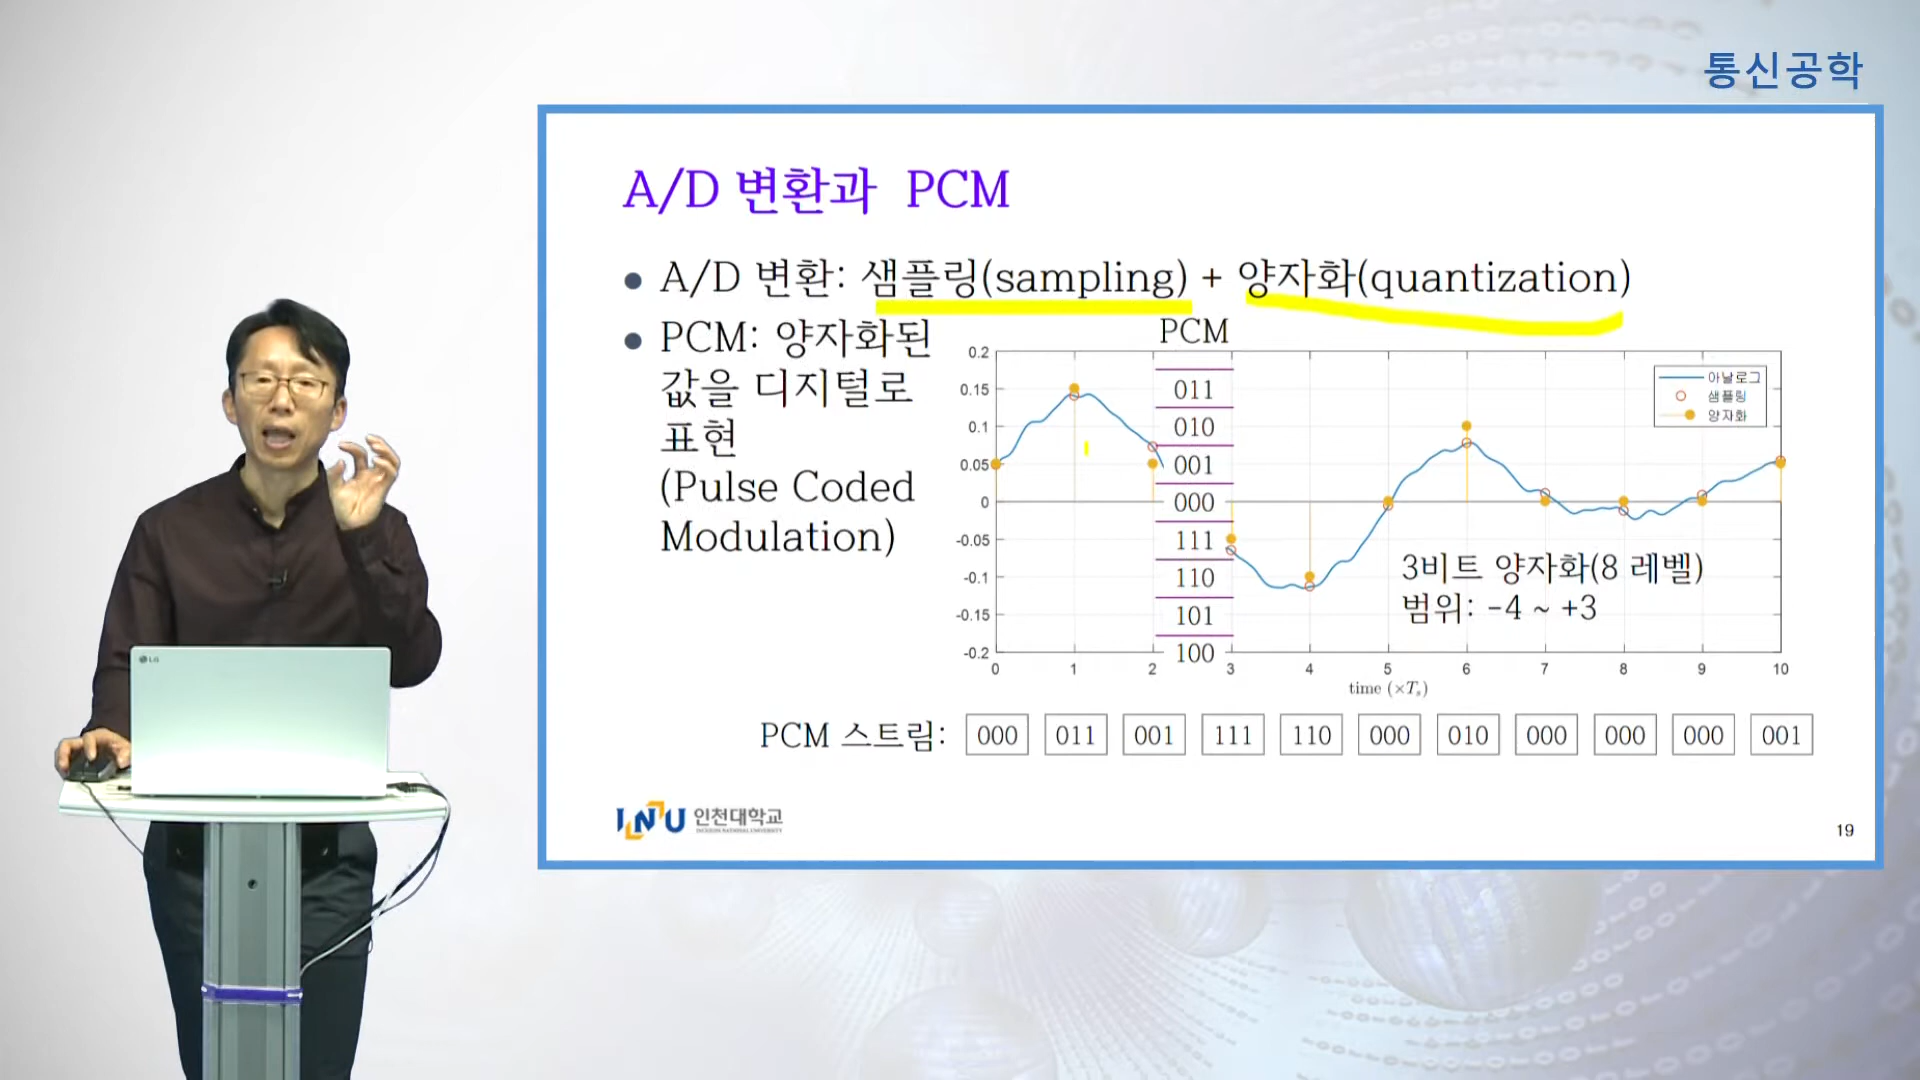 통신공학
A/D 변환과 PCM
A/D 변환: 샘플링(sampling) + 양자화(quantization)
PCM: 양자화된
값을 디지털로
표현
(Pulse Coded
Modulation)
PCM
0.2
0.15
0.1
0.05
0
-0.05
-0.1
-0.15
-0.2
011
010
001
000
111
110
101
100
아날로그
샘플링
양자화
3비트 양자화(8 레벨)
범위: -4 ~ +3
0 1 2 3 4 5 6 7 8 9 10
time (×Tₛ)
PCM 스트림: 000 011 001 111 110 000 010 000 000 000 001
INU 인천대학교
19
LG